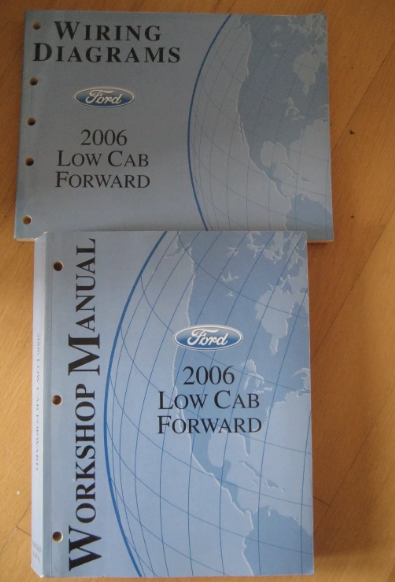 WIRING
DIAGRAMS
Ford
2006
LOW CAB
FORWARD
WORKSHOP MANUAL
Ford
2006
LOW CAB
FORWARD